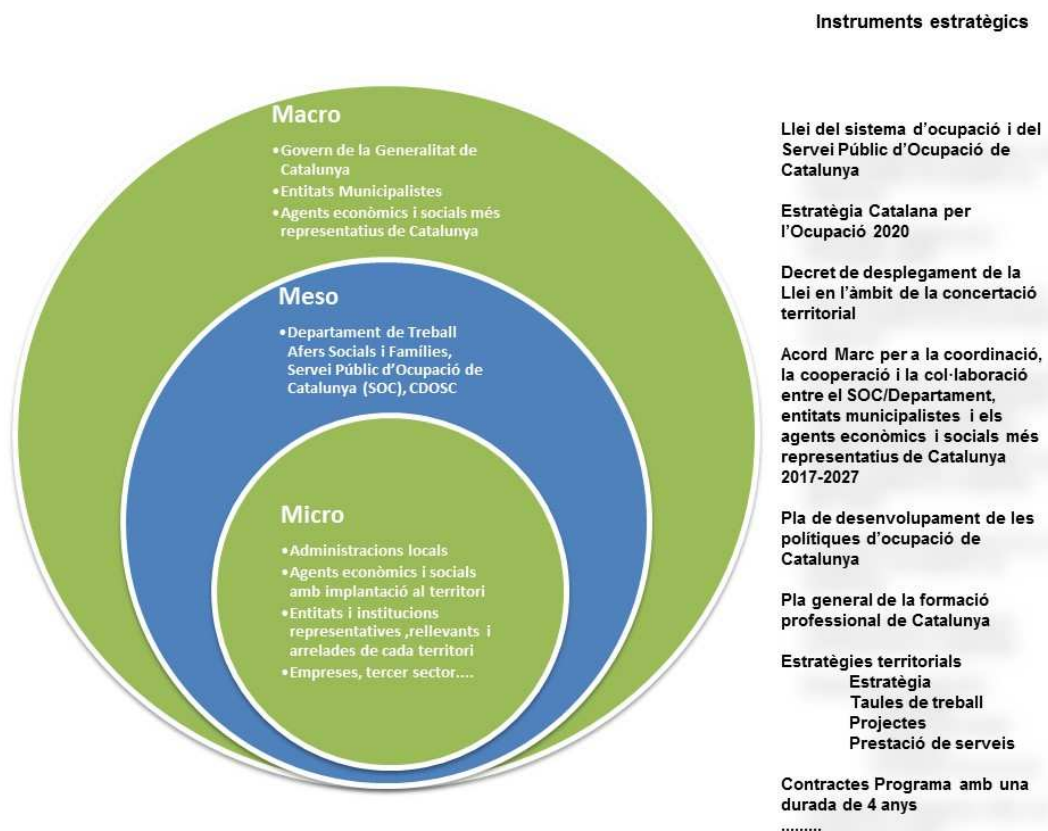 Instruments estratègics
Macro
•Govern de la Generalitat de
Catalunya
•Entitats Municipalistes
•Agents econòmics i socials més
representatius de Catalunya
Meso
•Departament de Treball
Afers Socials i Famílies,
Servei Públic d'Ocupació de
Catalunya (SOC), CDOSC
Micro
•Administracions locals
•Agents econòmics i socials
amb implantació al territori
•Entitats i institucions
representatives ,rellevants i
arrelades de cada territori
•Empreses, tercer sector....
Llei del sistema d'ocupació i del
Servei Públic d'Ocupació de
Catalunya
Estratègia Catalana per
l'Ocupació 2020
Decret de desplegament de la
Llei en l'àmbit de la concertació
territorial
Acord Marc per a la coordinació,
la cooperació i la col·laboració
entre el SOC/Departament,
entitats municipalistes i els
agents econòmics i socials més
representatius de Catalunya
2017-2027
Pla de desenvolupament de les
polítiques d'ocupació de
Catalunya
Pla general de la formació
professional de Catalunya
Estratègies territorials
Estratègia
Taules de treball
Projectes
Prestació de serveis
Contractes Programa amb una
durada de 4 anys
.........